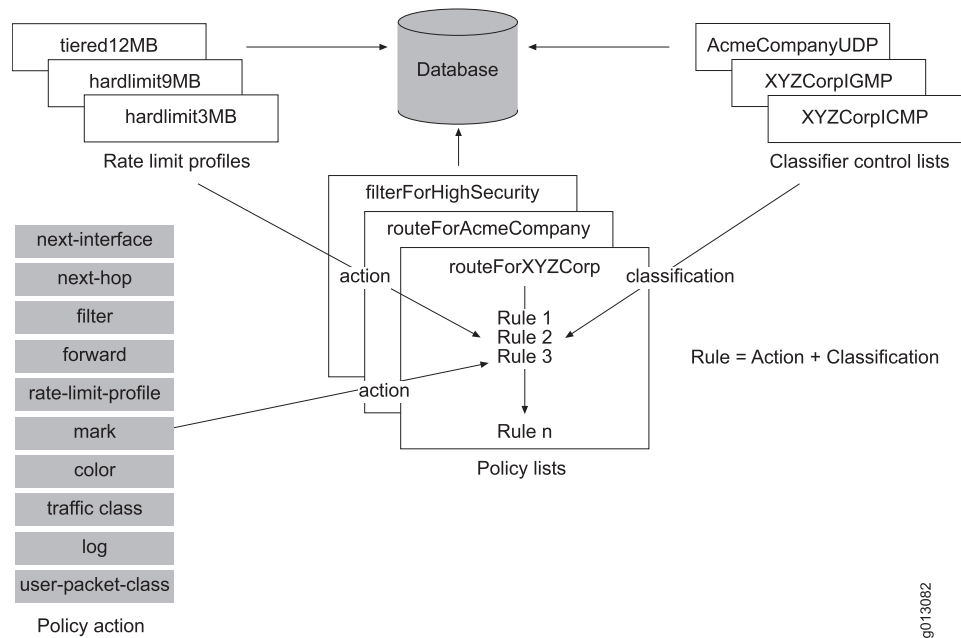 tiered12MB
hardlimit9MB
hardlimit3MB
Rate limit profiles
Database
AcmeCompanyUDP
XYZCorpIGMP
XYZCorpICMP
Classifier control lists
filterForHighSecurity
routeForAcmeCompany
routeForXYZCorp
action
classification
Rule 1
Rule 2
Rule 3
action
Rule n
Policy lists
Rule = Action + Classification
next-interface
next-hop
filter
forward
rate-limit-profile
mark
color
traffic class
log
user-packet-class
Policy action
g013082